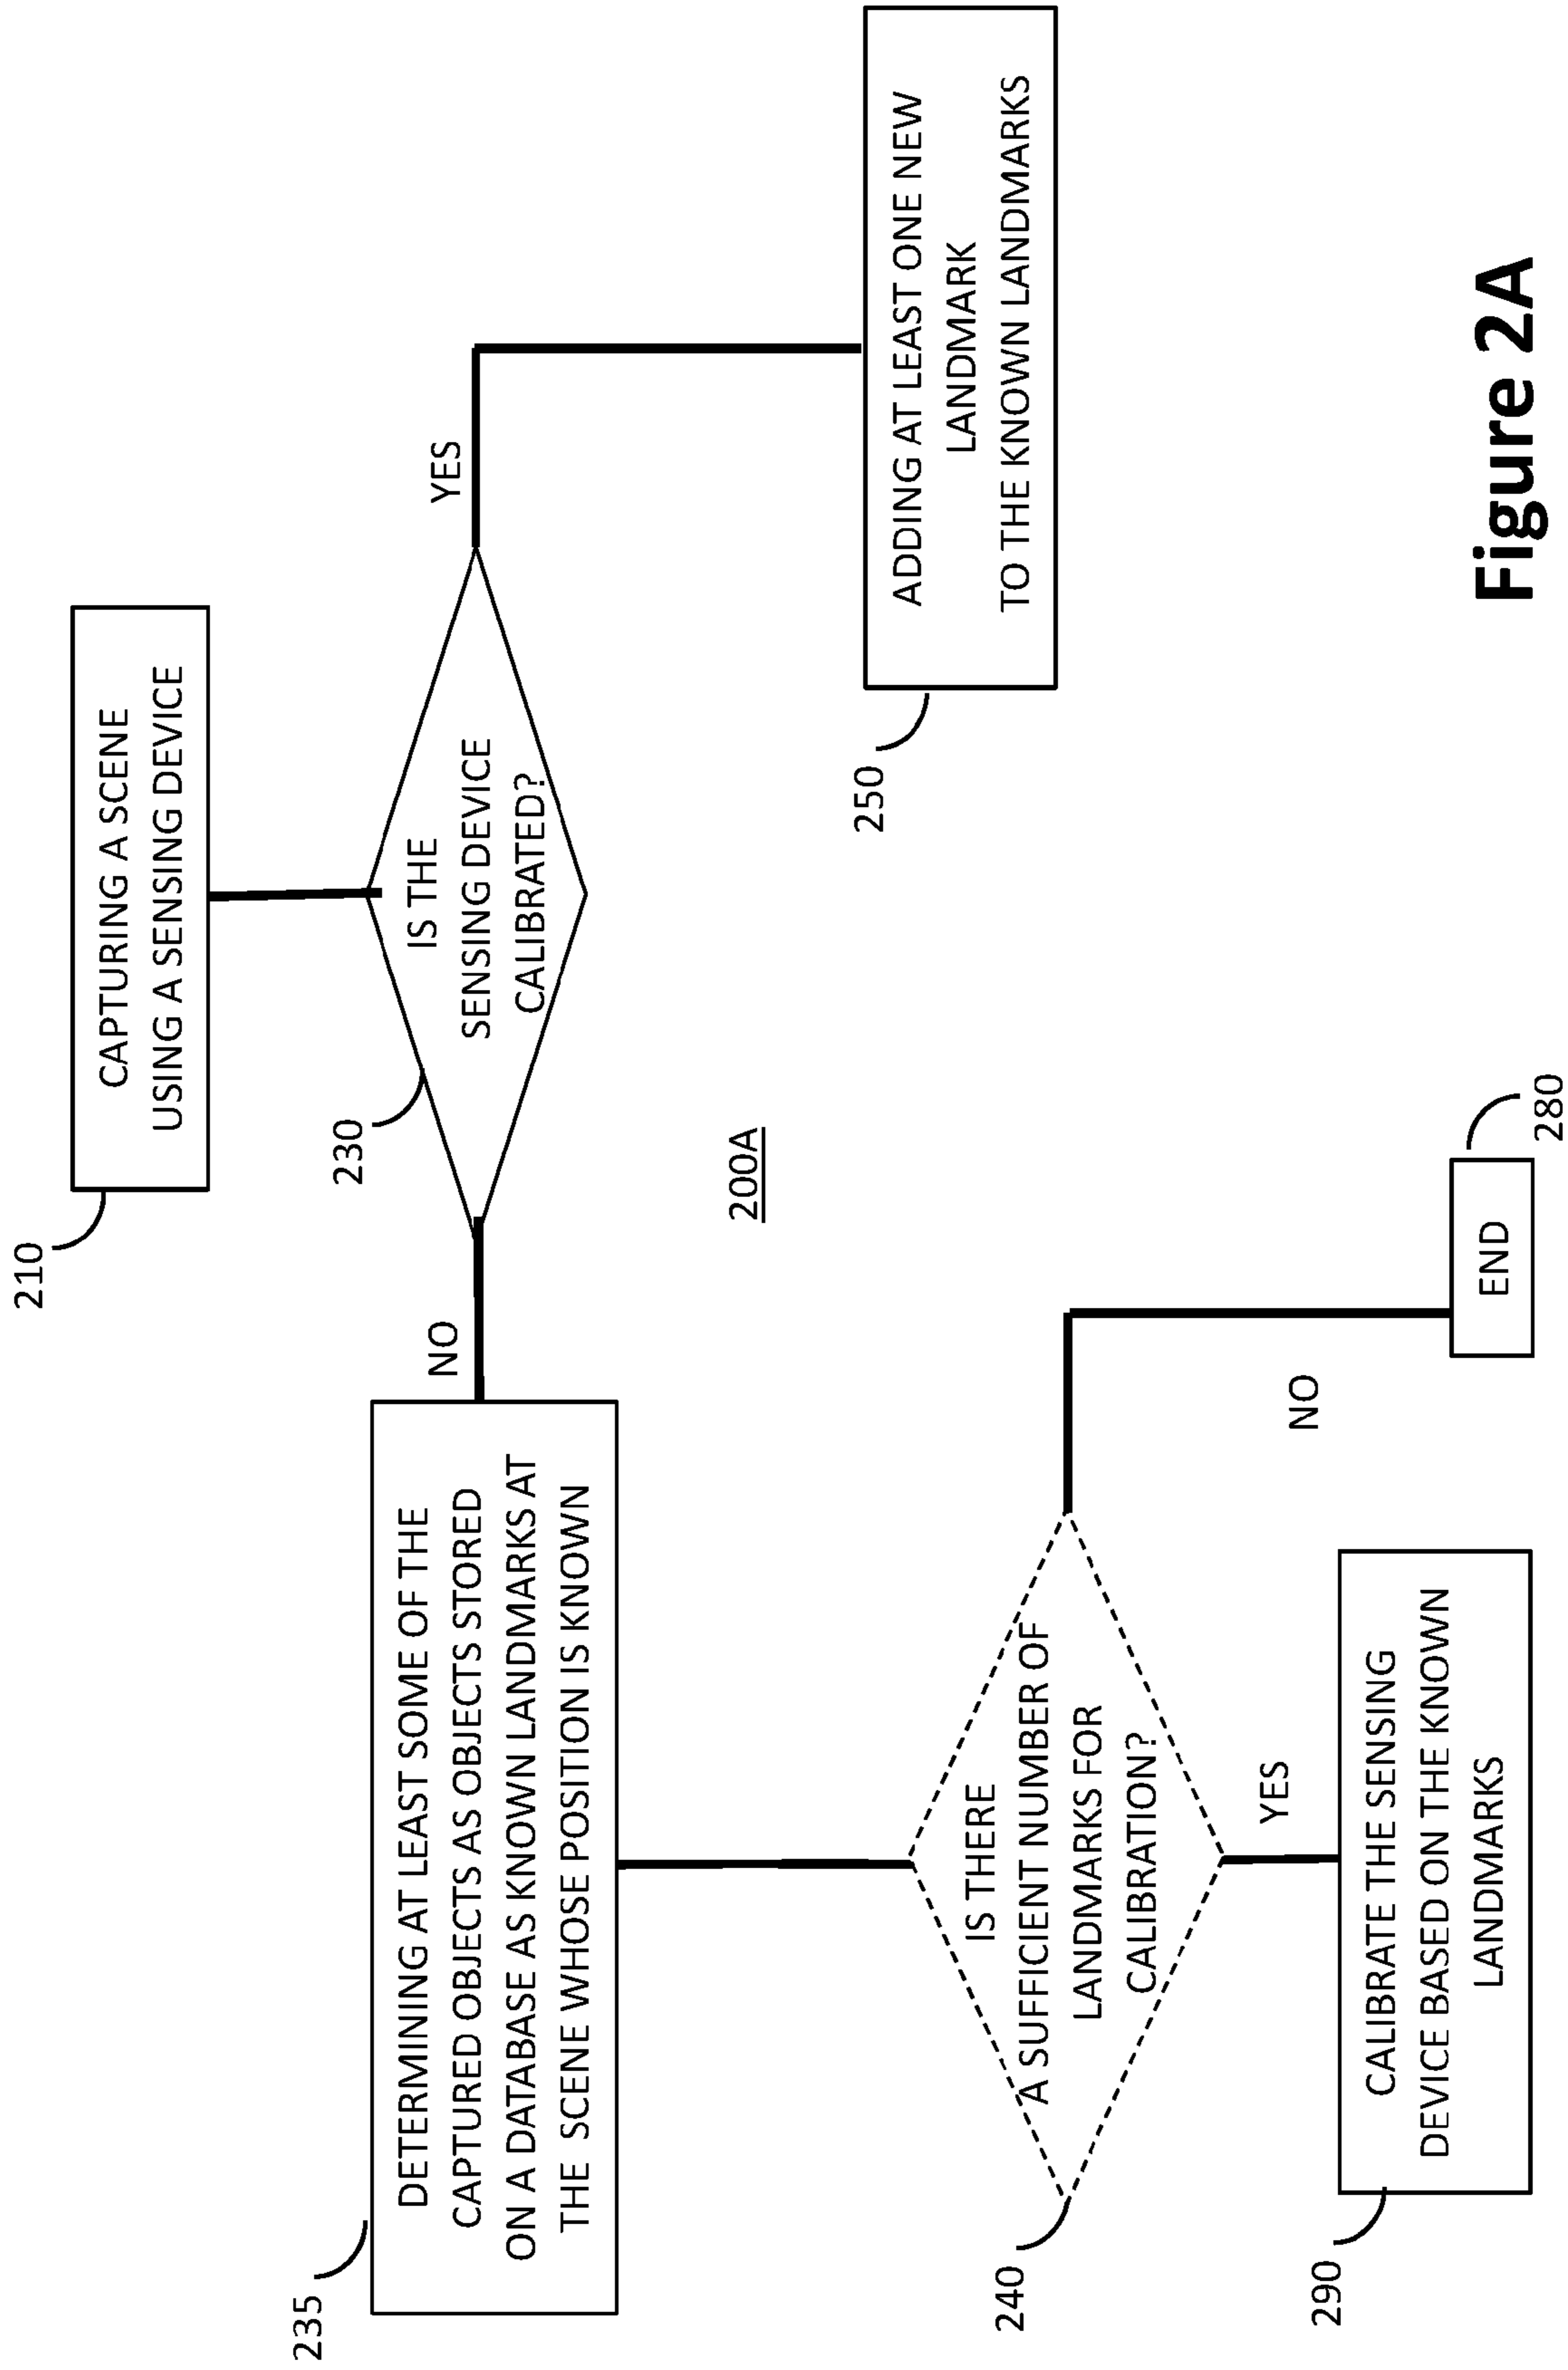 210
CAPTURING A SCENE
USING A SENSING DEVICE
230
IS THE
SENSING DEVICE
CALIBRATED?
NO
YES
235
DETERMINING AT LEAST SOME OF THE
CAPTURED OBJECTS AS OBJECTS STORED
ON A DATABASE AS KNOWN LANDMARKS AT
THE SCENE WHOSE POSITION IS KNOWN
200A
250
ADDING AT LEAST ONE NEW
LANDMARK
TO THE KNOWN LANDMARKS
240
IS THERE
A SUFFICIENT NUMBER OF
LANDMARKS FOR
CALIBRATION?
YES
NO
290
CALIBRATE THE SENSING
DEVICE BASED ON THE KNOWN
LANDMARKS
END
280
Figure 2A